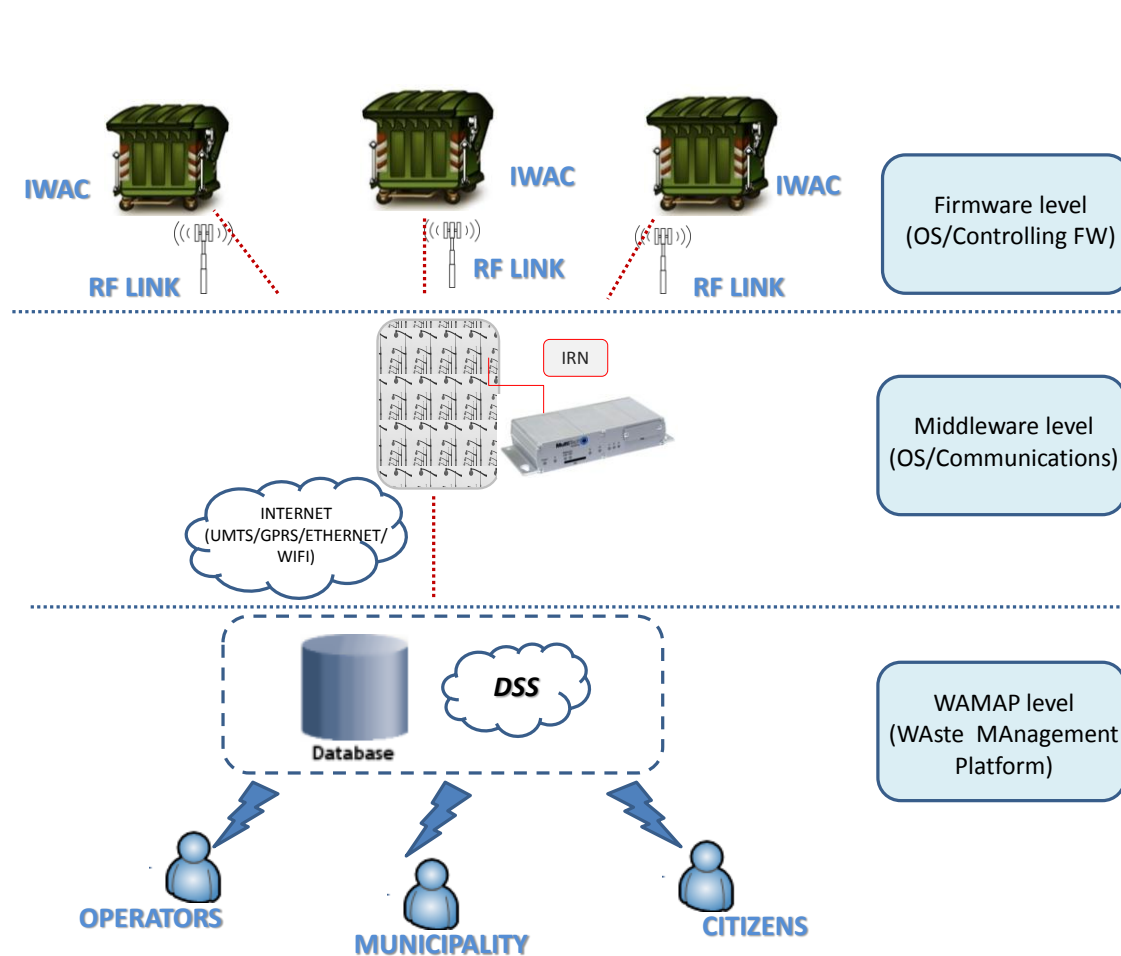 IWAC
IWAC
IWAC
RF LINK
RF LINK
RF LINK
Firmware level
(OS/Controlling FW)
IRN
Middleware level
(OS/Communications)
INTERNET
(UMTS/GPRS/ETHERNET/
WIFI)
Database
DSS
WAMAP level
(WAste MAnagement
Platform)
OPERATORS
MUNICIPALITY
CITIZENS